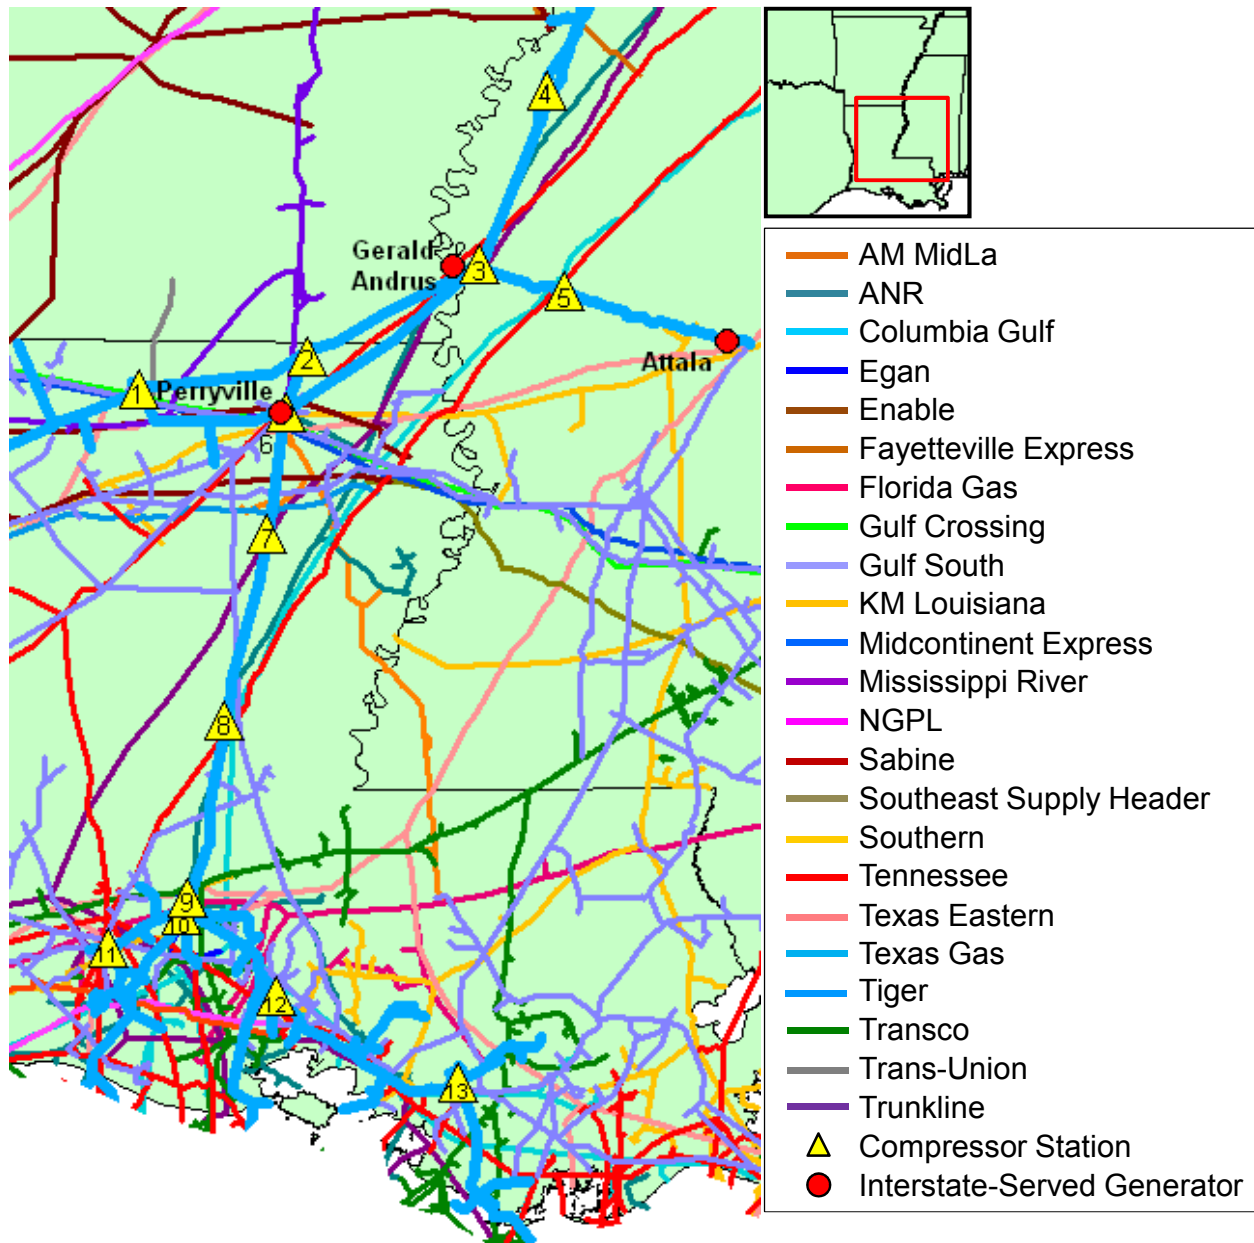 4
Gerald
Andrus
3
5
Attala
2
1
Perryville
6
7
8
9
10
11
12
13
AM MidLa
ANR
Columbia Gulf
Egan
Enable
Fayetteville Express
Florida Gas
Gulf Crossing
Gulf South
KM Louisiana
Midcontinent Express
Mississippi River
NGPL
Sabine
Southeast Supply Header
Southern
Tennessee
Texas Eastern
Texas Gas
Tiger
Transco
Trans-Union
Trunkline
Compressor Station
Interstate-Served Generator